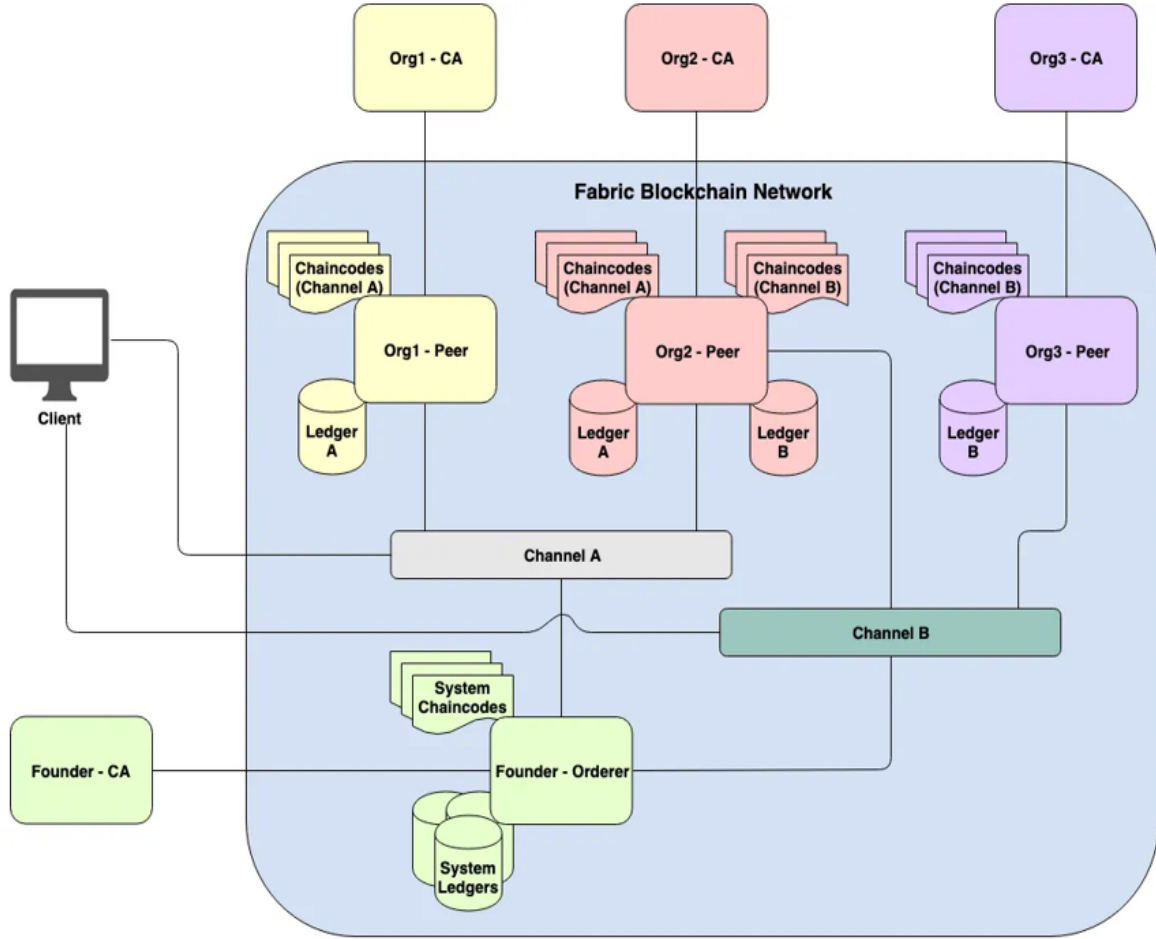 Org1 - CA
Org2 - CA
Org3 - CA
Fabric Blockchain Network
Chaincodes
(Channel A)
Chaincodes
(Channel A)
Chaincodes
(Channel B)
Chaincodes
(Channel B)
Org1 - Peer
Org2 - Peer
Org3 - Peer
Client
Ledger
A
Ledger
A
Ledger
B
Ledger
B
Channel A
Channel B
System
Chaincodes
Founder - CA
Founder - Orderer
System
Ledgers